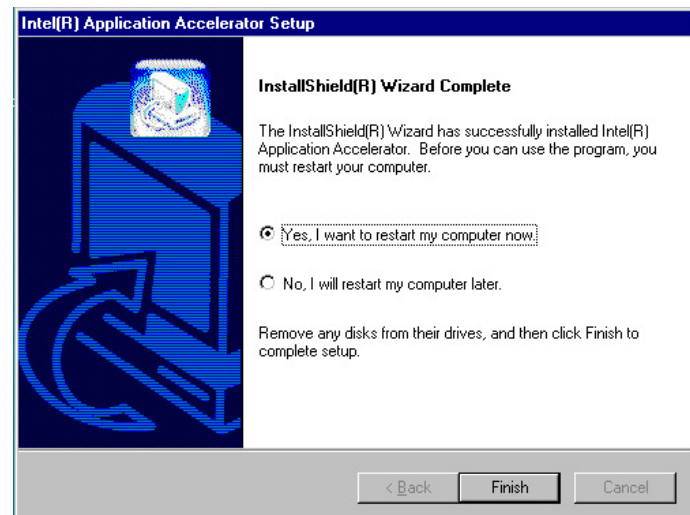 Intel(R) Application Accelerator Setup
InstallShield(R) Wizard Complete
The InstallShield(R) Wizard has successfully installed Intel(R)
Application Accelerator.  Before you can use the program, you
must restart your computer.
Yes, I want to restart my computer now.
No, I will restart my computer later.
Remove any disks from their drives, and then click Finish to
complete setup.
< Back Finish Cancel